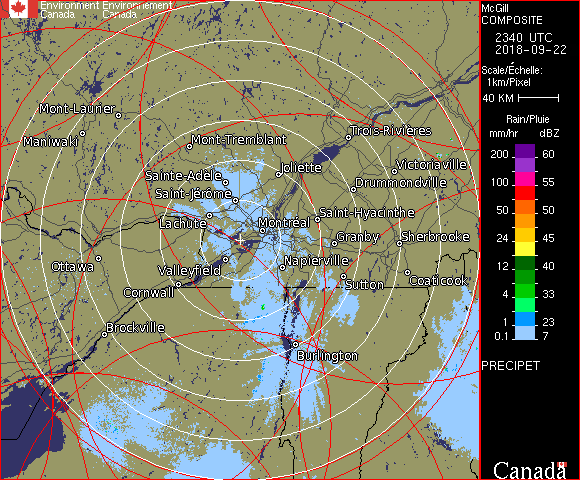 Environment Environnement
Canada Canada
McGill
COMPOSITE
2340 UTC
2018-09-22
Scale/Échelle:
1km/Pixel
40 KM
Rain/Pluie
mm/hr dBZ
200 60
100 55
50 50
24 45
12 40
4 33
1 23
0.1 7
PRECIPET
Canada
Mont-Laurier
Maniwaki
Mont-Tremblant
Trois-Rivières
Joliette
Victoriaville
Sainte-Adèle
Drummondville
Saint-Jérôme
Lachute
Saint-Hyacinthe
Montréal
Granby
Sherbrooke
Ottawa
Valleyfield
Napierville
Cornwall
Sutton
Coaticook
Brockville
Burlington